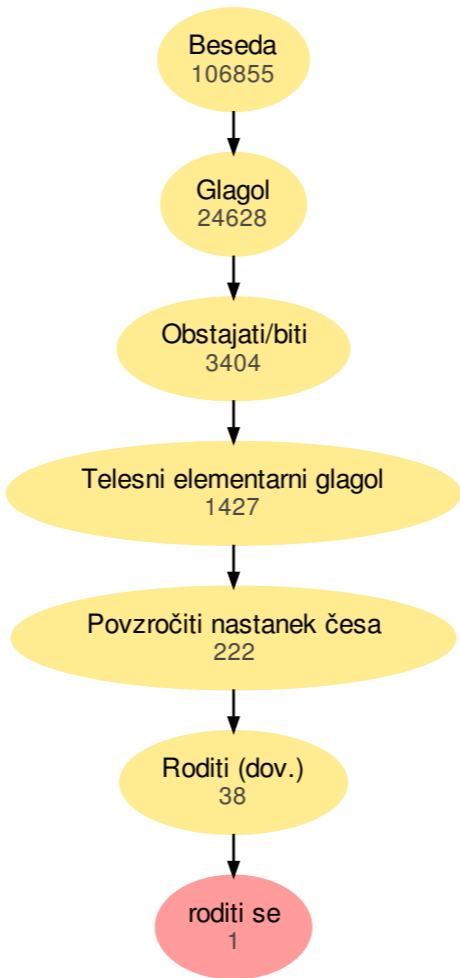 Beseda
106855
Glagol
24628
Obstajati/biti
3404
Telesni elementarni glagol
1427
Povzročiti nastanek česa
222
Roditi (dov.)
38
roditi se
1